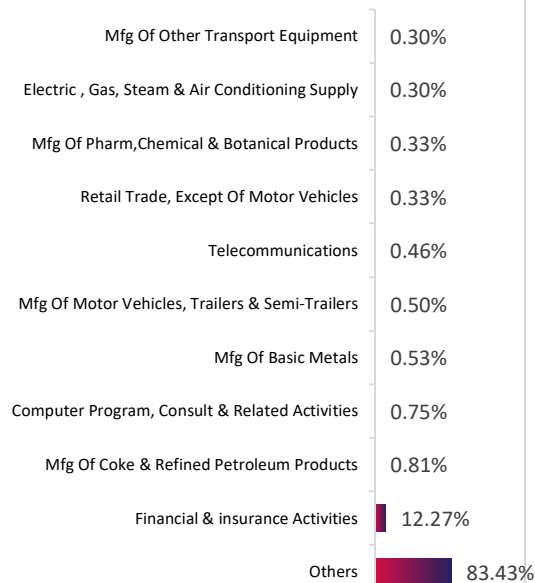 Mfg Of Other Transport Equipment 0.30%
Electric , Gas, Steam & Air Conditioning Supply 0.30%
Mfg Of Pharm,Chemical & Botanical Products 0.33%
Retail Trade, Except Of Motor Vehicles 0.33%
Telecommunications 0.46%
Mfg Of Motor Vehicles, Trailers & Semi-Trailers 0.50%
Mfg Of Basic Metals 0.53%
Computer Program, Consult & Related Activities 0.75%
Mfg Of Coke & Refined Petroleum Products 0.81%
Financial & insurance Activities 12.27%
Others 83.43%